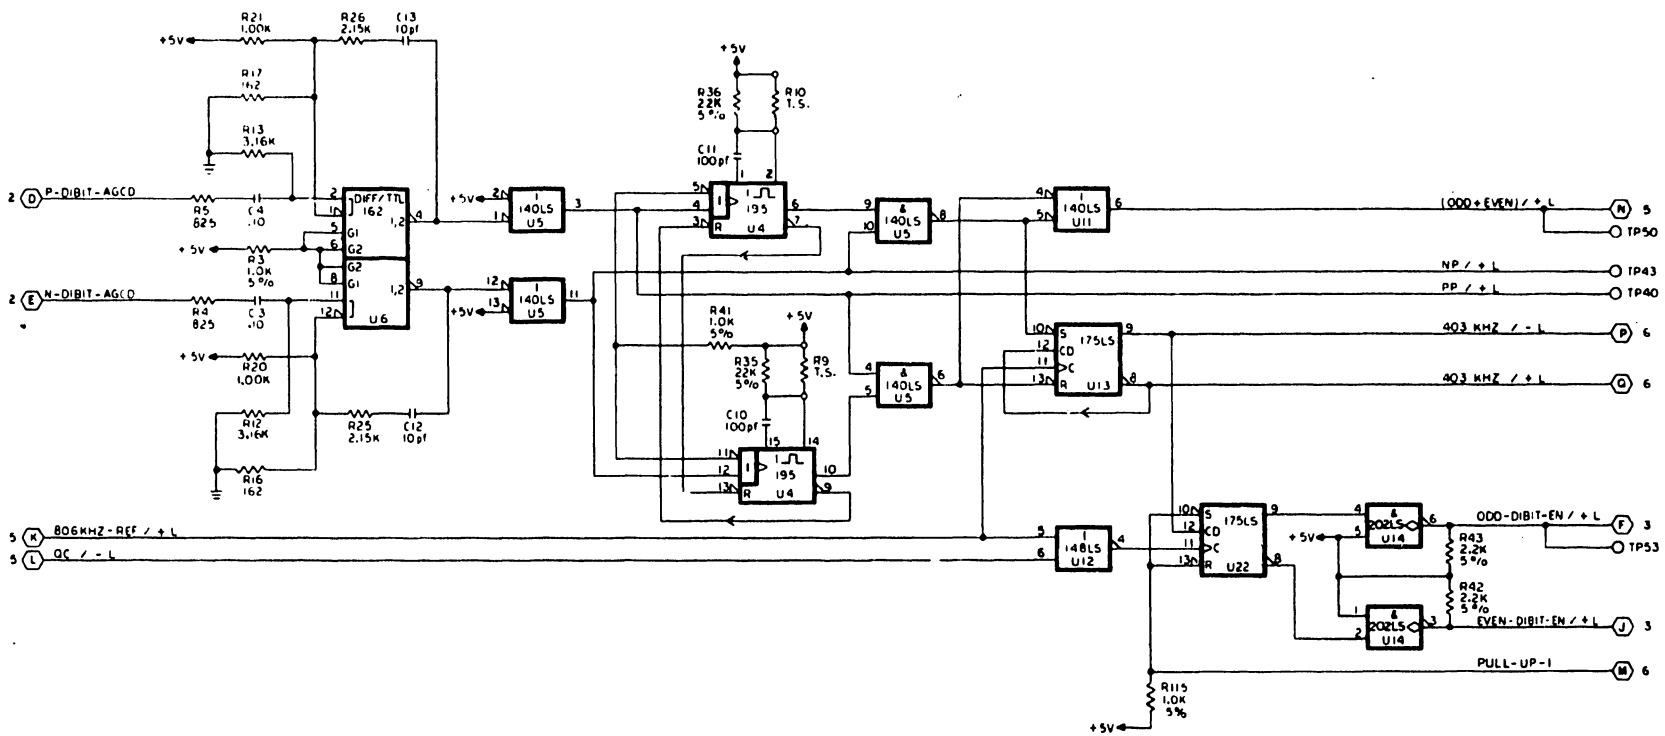 R21
1.00K
R26
2.15K
C13
10pf
+5V
R17
162
R13
3.16K
2 D P-DIBIT-AGCD
R5
825
C4
.10
2
1
5
6
DIFF/TTL
162
G1
G2
1,2
4
+5V
R3
1.0K
5%
8
11
12
G2
G1
1,2
9
U6
2 E N-DIBIT-AGCD
R4
825
C3
.10
+5V
R20
1.00K
R12
3.16K
R25
2.15K
C12
10pf
R16
162
+5V
2
1
1
140LS
U5
3
12
+5V
13
1
140LS
U5
11
+5V
R36
22K
5%
R10
T.S.
C11
100pf
1
2
5
4
3
1
1
195
R
U4
6
7
R41
1.0K
5%
+5V
R35
22K
5%
R9
T.S.
C10
100pf
15
14
11
12
13
1
1
195
R
U4
10
9
9
10
&
140LS
U5
8
4
5
&
140LS
U5
6
4
5
1
140LS
U11
6
(ODD+EVEN) / + L
N 5
TP50
NP / + L
TP43
PP / + L
TP40
10
12
11
13
S
CD
C
R
175LS
U13
9
8
403 KHZ / - L
P 6
403 KHZ / + L
Q 6
5 K 806KHZ-REF / + L
5 L QC / - L
5
6
1
148LS
U12
4
10
12
11
13
S
CD
C
R
175LS
U22
9
8
4
5
+5V
&
202LS
U14
6
ODD-DIBIT-EN / + L
F 3
TP53
R43
2.2K
5%
R42
2.2K
5%
1
2
&
202LS
U14
3
EVEN-DIBIT-EN / + L
J 3
PULL-UP-1
M 6
R115
1.0K
5%
+5V